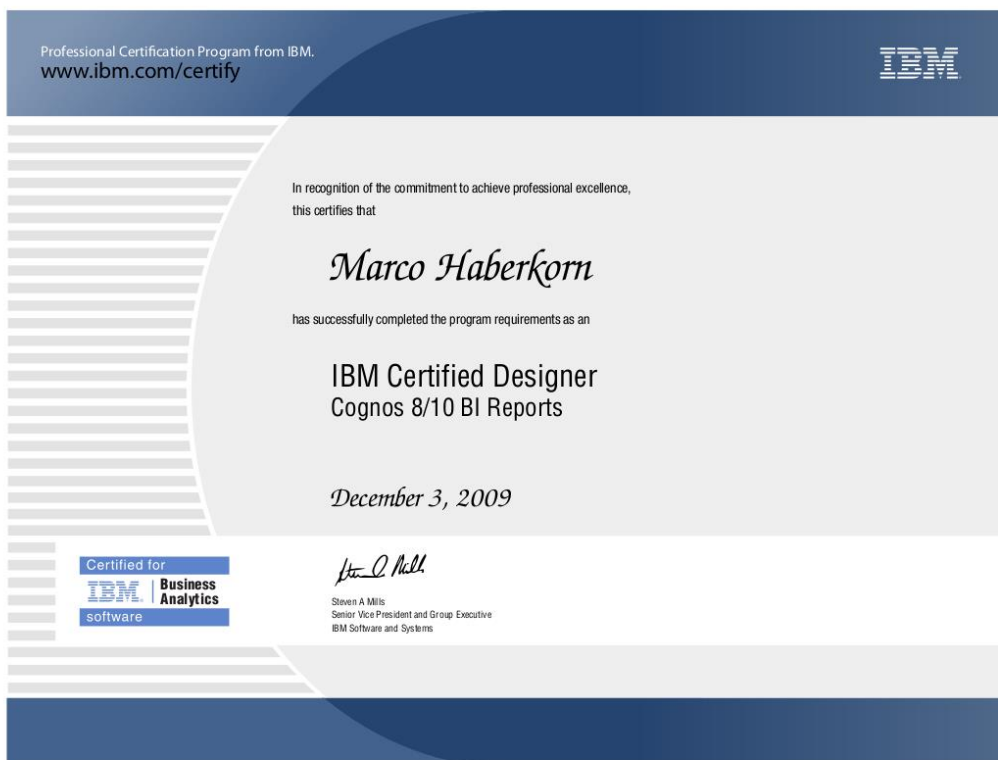 Professional Certification Program from IBM.
www.ibm.com/certify
IBM
In recognition of the commitment to achieve professional excellence,
this certifies that
Marco Haberkorn
has successfully completed the program requirements as an
IBM Certified Designer
Cognos 8/10 BI Reports
December 3, 2009
Certified for
IBM. Business
Analytics
software
Steven A Mills
Senior Vice President and Group Executive
IBM Software and Systems